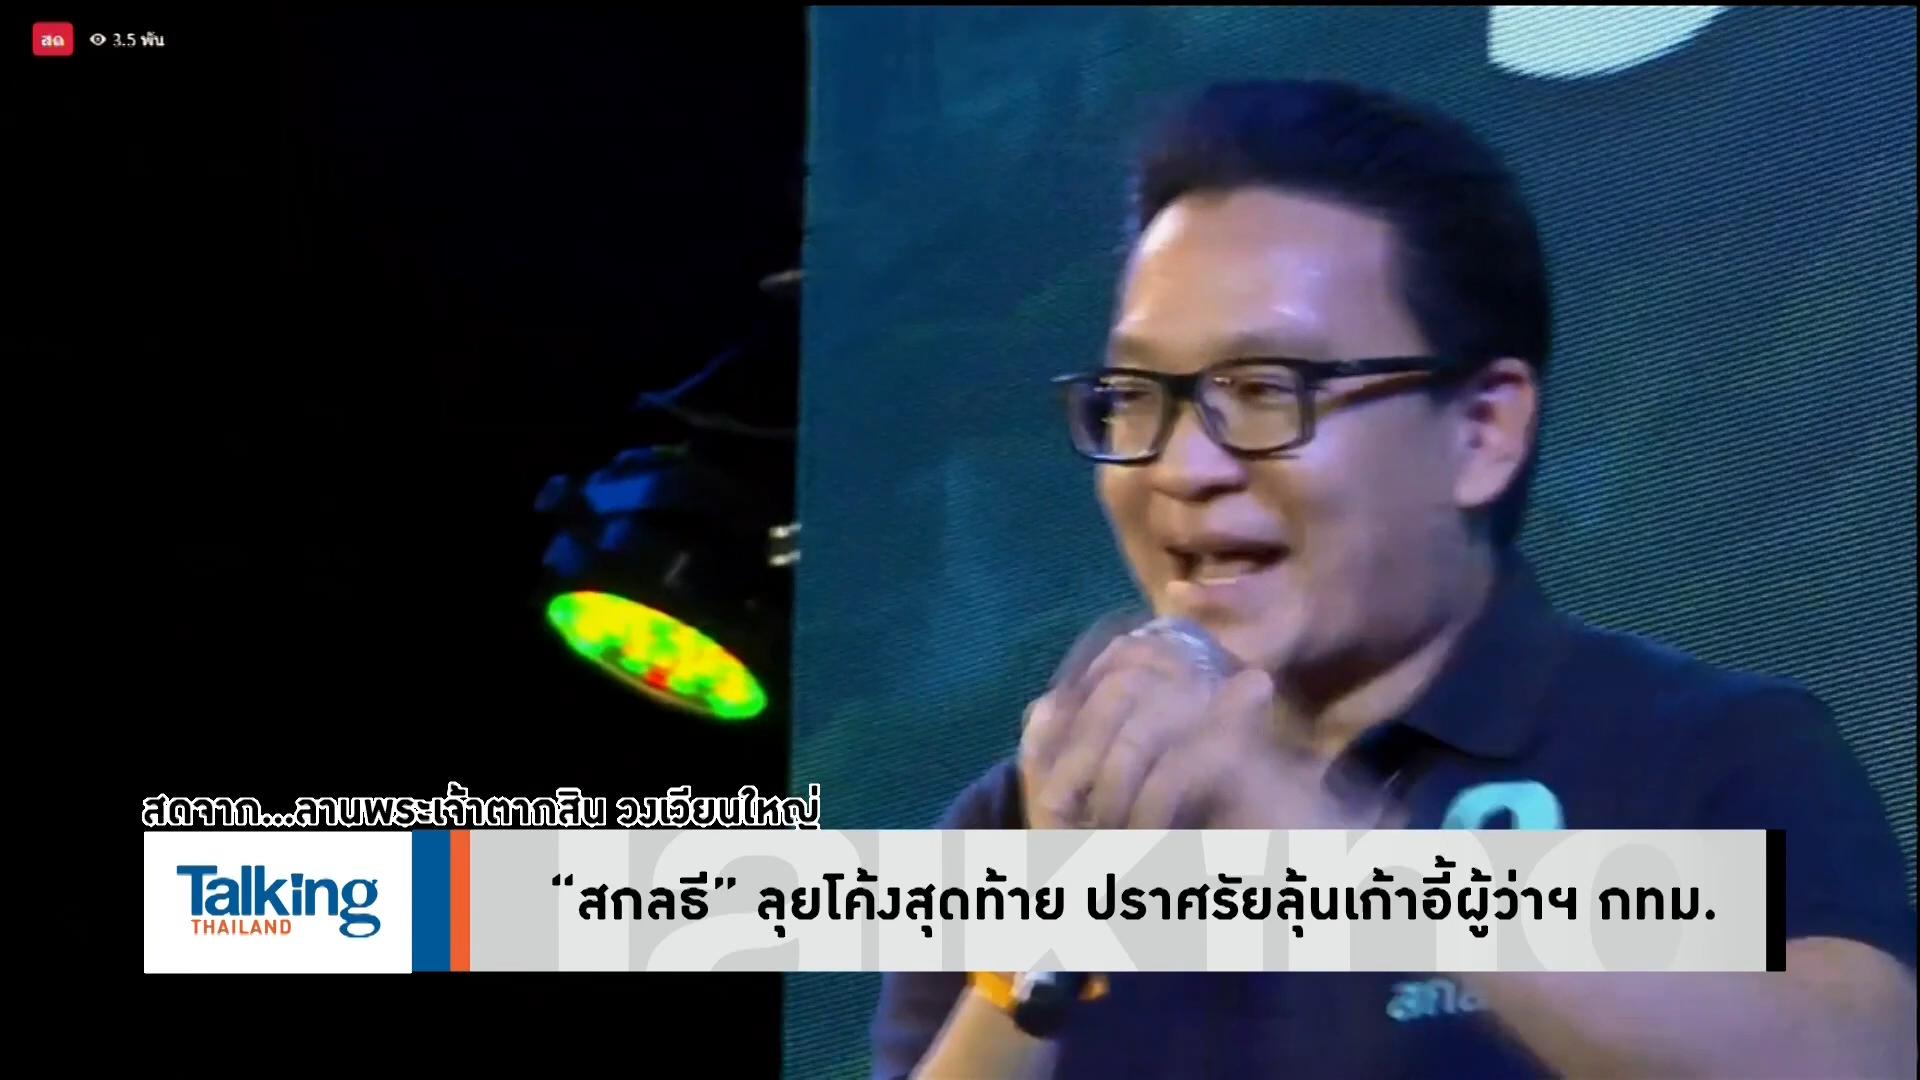 สด 3.5 พัน
สดจาก...ลานพระเจ้าตากสิน วงเวียนใหญ่
Talking
THAILAND
“สกลธี” ลุยโค้งสุดท้าย ปราศรัยลุ้นเก้าอี้ผู้ว่าฯ กทม.